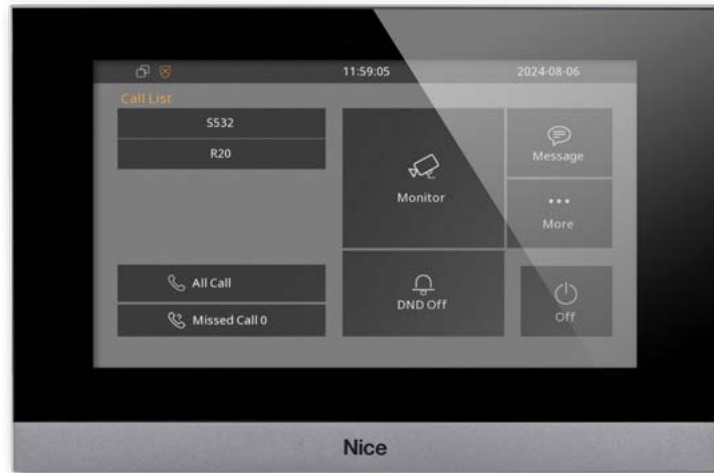 11:59:05 2024-08-06
Call List
S532
R20
Monitor
Message
More
All Call
Missed Call 0
DND Off
Off
Nice